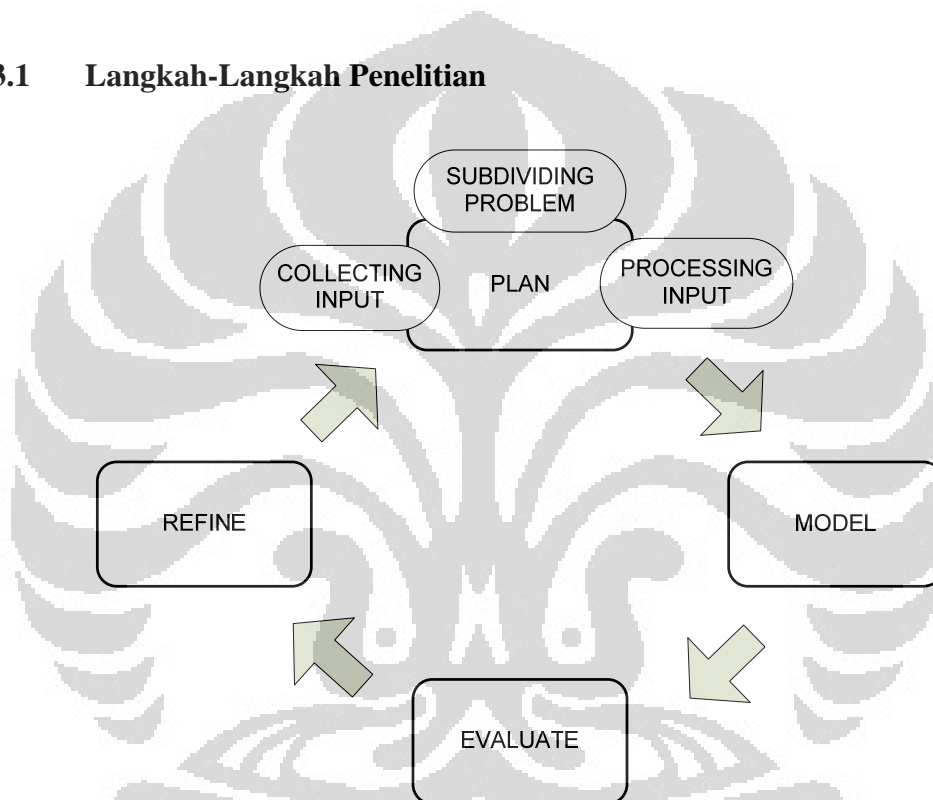 3.1 Langkah-Langkah Penelitian
SUBDIVIDING
PROBLEM
COLLECTING
INPUT
PLAN
PROCESSING
INPUT
REFINE
MODEL
EVALUATE